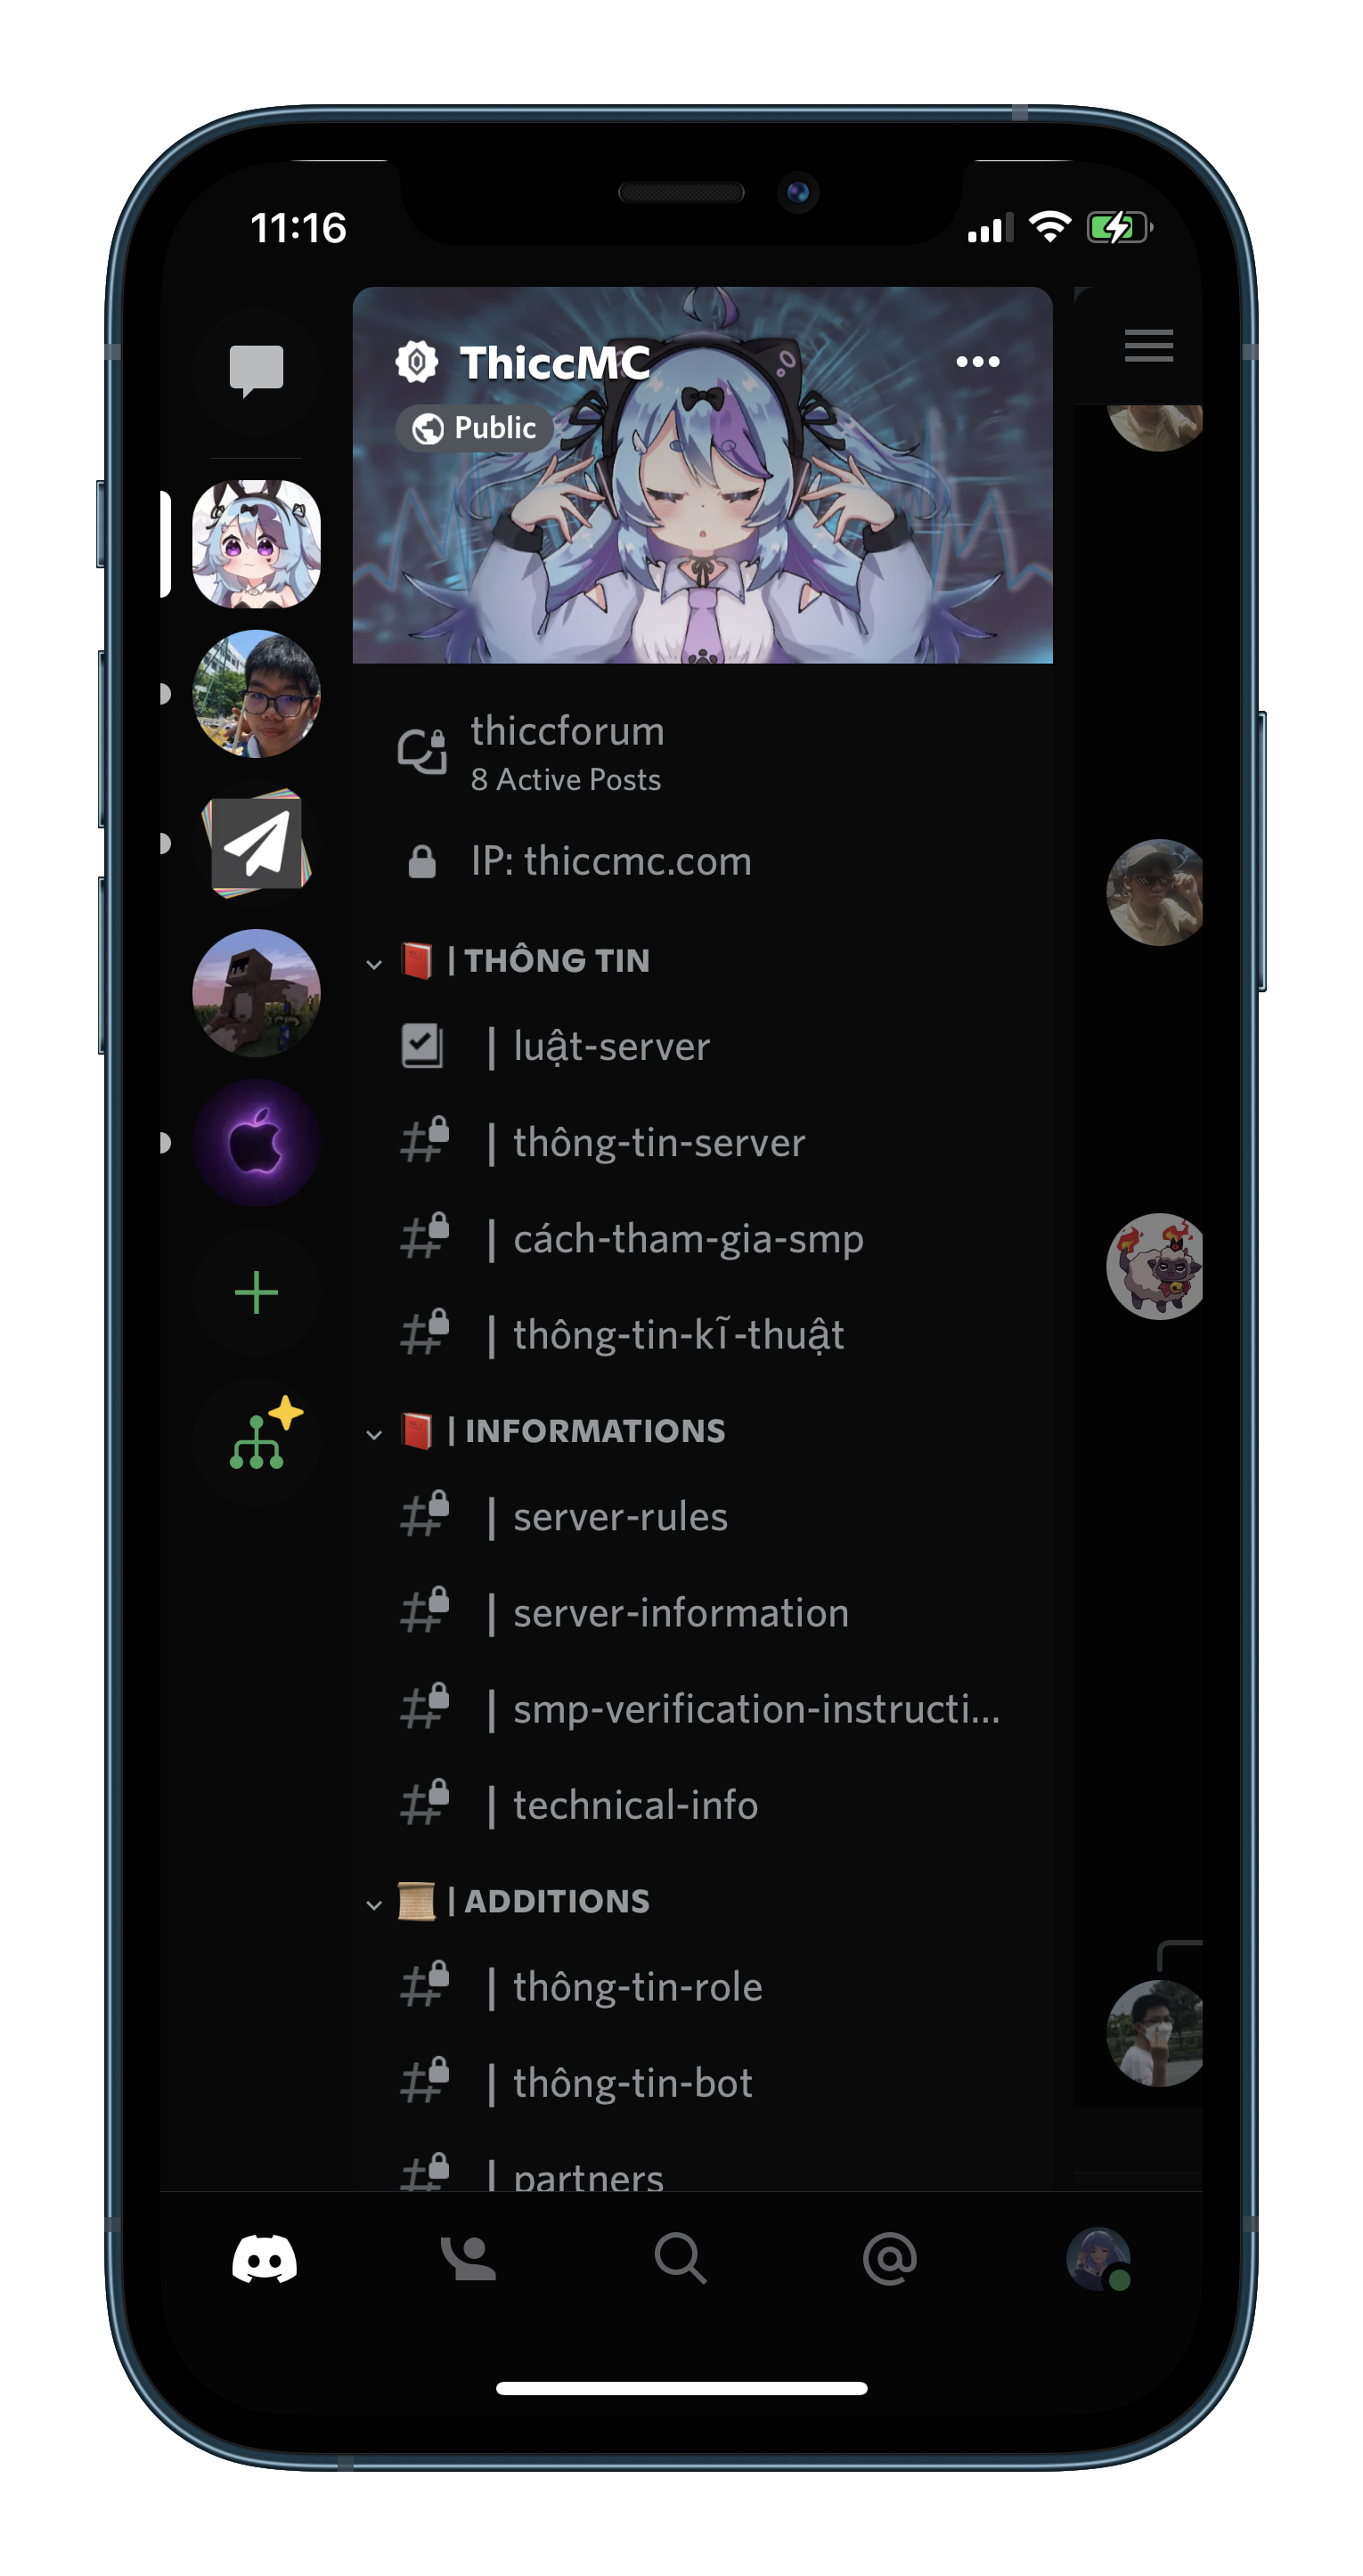 11:16
ThiccMC
Public
thiccforum
8 Active Posts
IP: thiccmc.com
| THÔNG TIN
| luật-server
| thông-tin-server
| cách-tham-gia-smp
| thông-tin-kĩ-thuật
| INFORMATIONS
| server-rules
| server-information
| smp-verification-instructi...
| technical-info
| ADDITIONS
| thông-tin-role
| thông-tin-bot
| partners